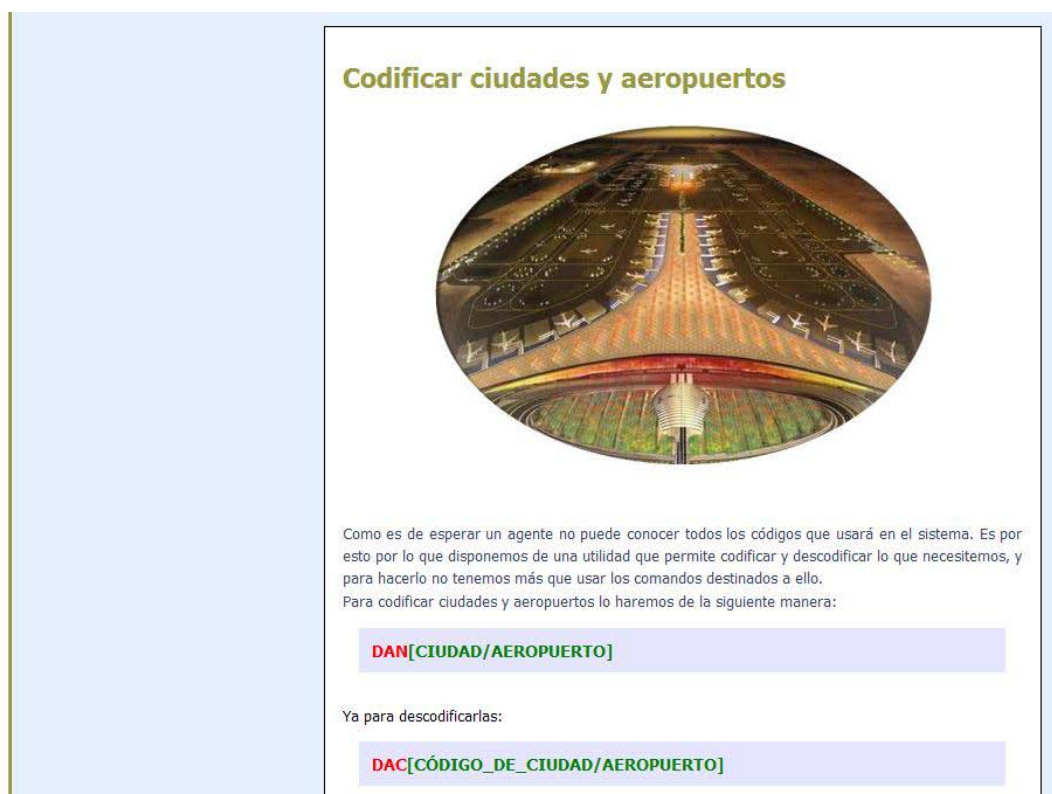 Codificar ciudades y aeropuertos
Como es de esperar un agente no puede conocer todos los códigos que usará en el sistema. Es por
esto por lo que disponemos de una utilidad que permite codificar y descodificar lo que necesitemos, y
para hacerlo no tenemos más que usar los comandos destinados a ello.
Para codificar ciudades y aeropuertos lo haremos de la siguiente manera:
DAN[CIUDAD/AEROPUERTO]
Ya para descodificarlas:
DAC[CÓDIGO_DE_CIUDAD/AEROPUERTO]